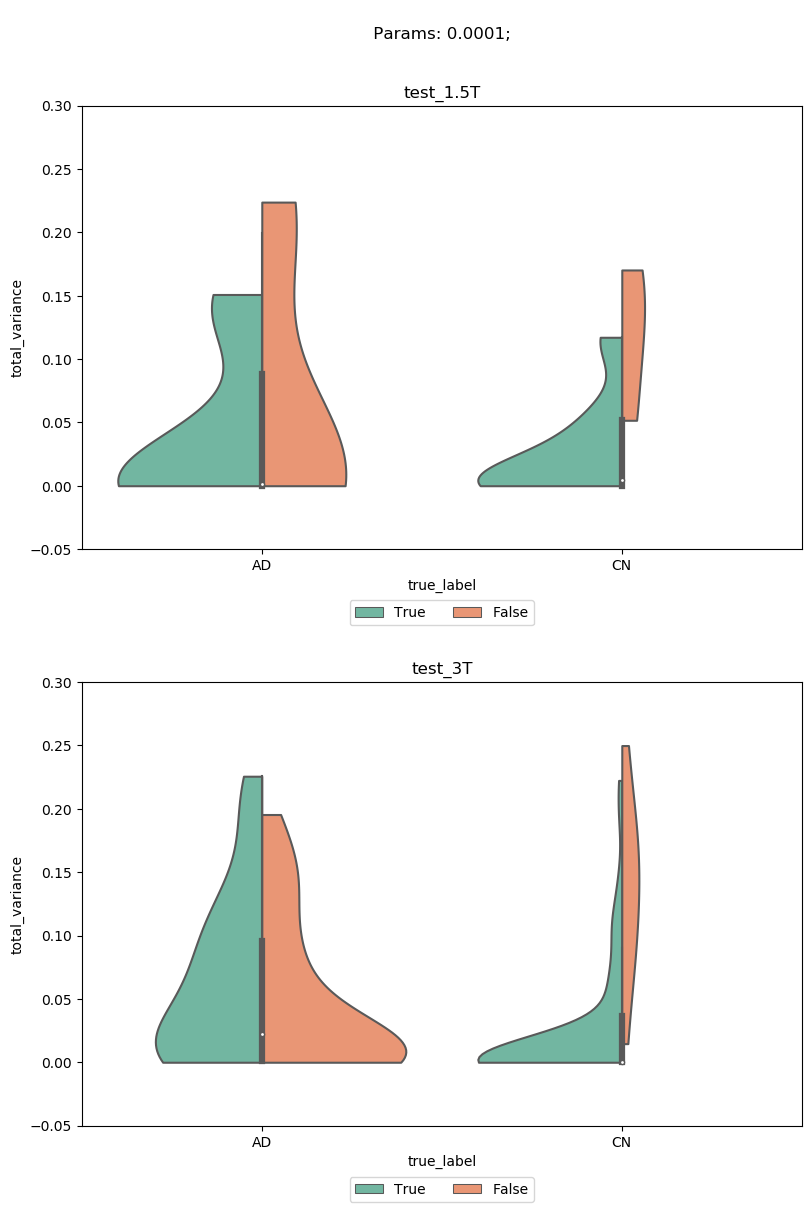 Params: 0.0001;
test_1.5T
0.30
0.25
0.20
0.15
0.10
0.05
0.00
−0.05
total_variance
AD CN
true_label
True False
test_3T
0.30
0.25
0.20
0.15
0.10
0.05
0.00
−0.05
total_variance
AD CN
true_label
True False